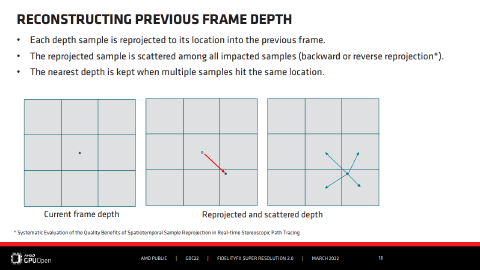 RECONSTRUCTING PREVIOUS FRAME DEPTH
• Each depth sample is reprojected to its location into the previous frame.
• The reprojected sample is scattered among all impacted samples (backward or reverse reprojection*).
• The nearest depth is kept when multiple samples hit the same location.
Current frame depth
Reprojected and scattered depth
* Systematic Evaluation of the Quality Benefits of Spatiotemporal Sample Reprojection in Real-time Stereoscopic Path Tracing
AMD
GPUOpen
AMD PUBLIC | GDC22 | FIDELITYFX SUPER RESOLUTION 2.0 | MARCH 2022